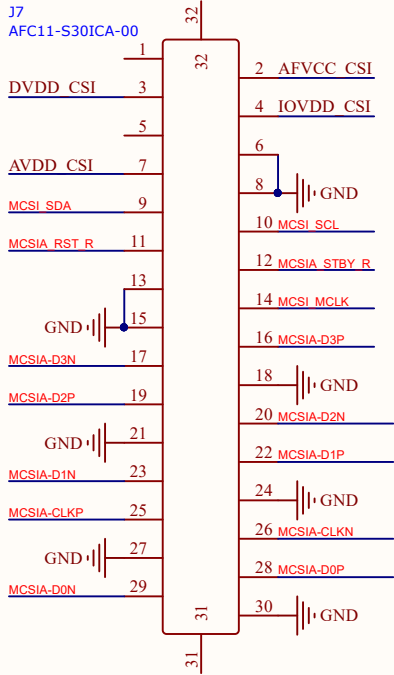 J7
AFC11-S30ICA-00
32
32
1
2 AFVCC_CSI
DVDD_CSI 3
4 IOVDD_CSI
5
6
AVDD_CSI 7
8 GND
MCSI_SDA 9
10 MCSI_SCL
MCSIA_RST_R 11
12 MCSIA_STBY_R
13
14 MCSI_MCLK
GND 15
16 MCSIA-D3P
MCSIA-D3N 17
18 GND
MCSIA-D2P 19
20 MCSIA-D2N
GND 21
22 MCSIA-D1P
MCSIA-D1N 23
24 GND
MCSIA-CLKP 25
26 MCSIA-CLKN
GND 27
28 MCSIA-D0P
MCSIA-D0N 29
30 GND
31
31